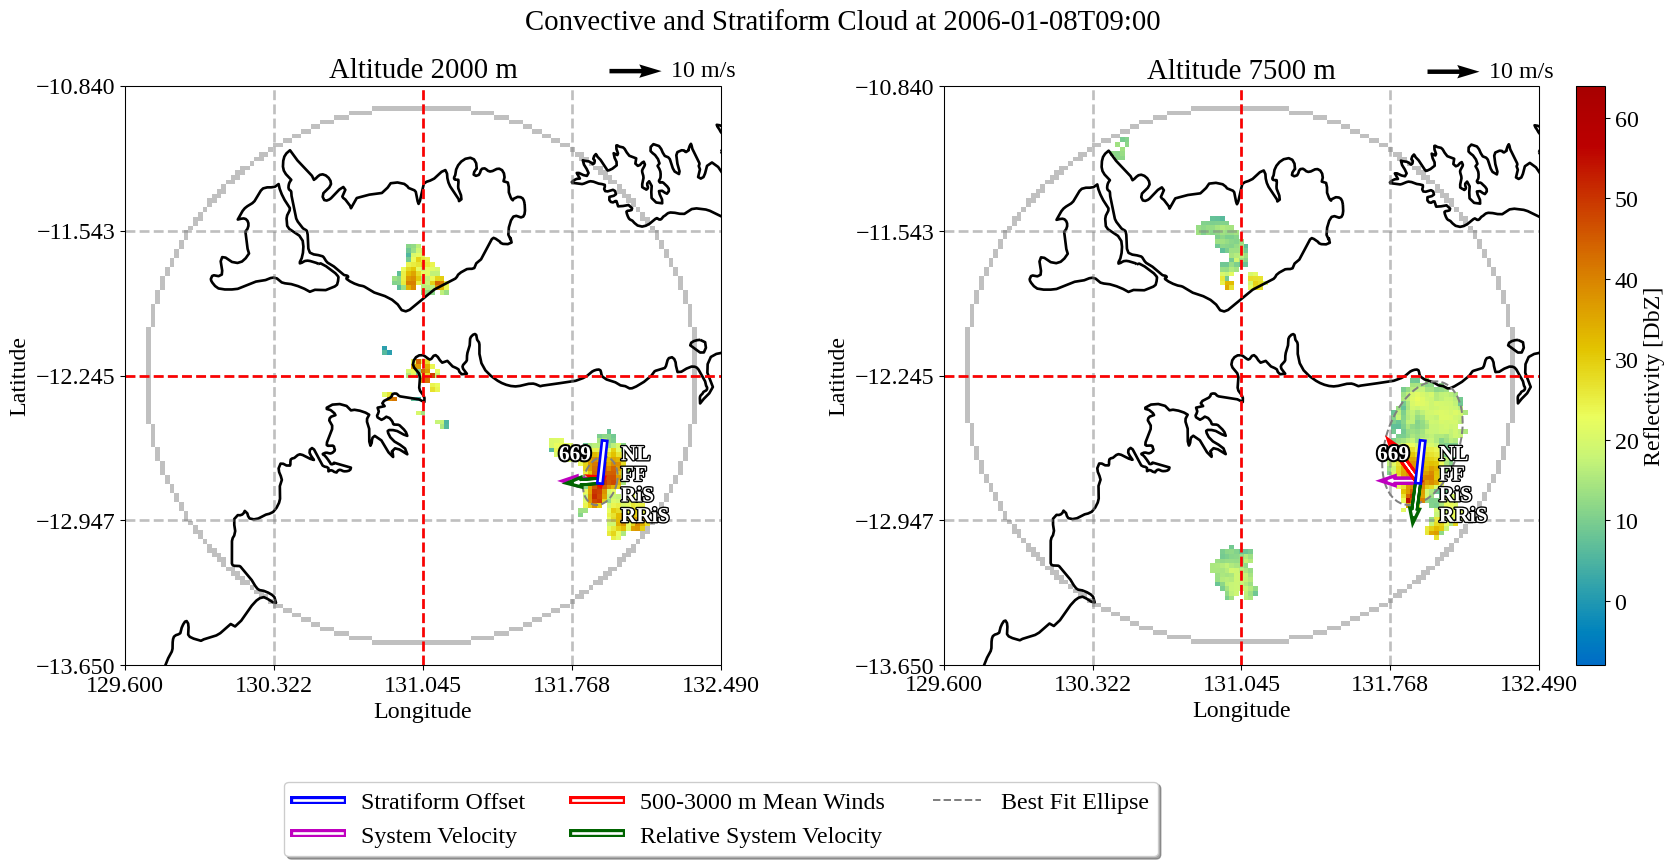 Convective and Stratiform Cloud at 2006-01-08T09:00
Altitude 2000 m
10 m/s
−10.840
−11.543
−12.245
−12.947
−13.650
Latitude
669
NL
FF
RiS
RRiS
129.600
130.322
131.045
131.768
132.490
Longitude
Altitude 7500 m
10 m/s
−10.840
−11.543
−12.245
−12.947
−13.650
Latitude
669
NL
FF
RiS
RRiS
129.600
130.322
131.045
131.768
132.490
Longitude
60
50
40
30
20
10
0
Reflectivity [DbZ]
Stratiform Offset
500-3000 m Mean Winds
Best Fit Ellipse
System Velocity
Relative System Velocity